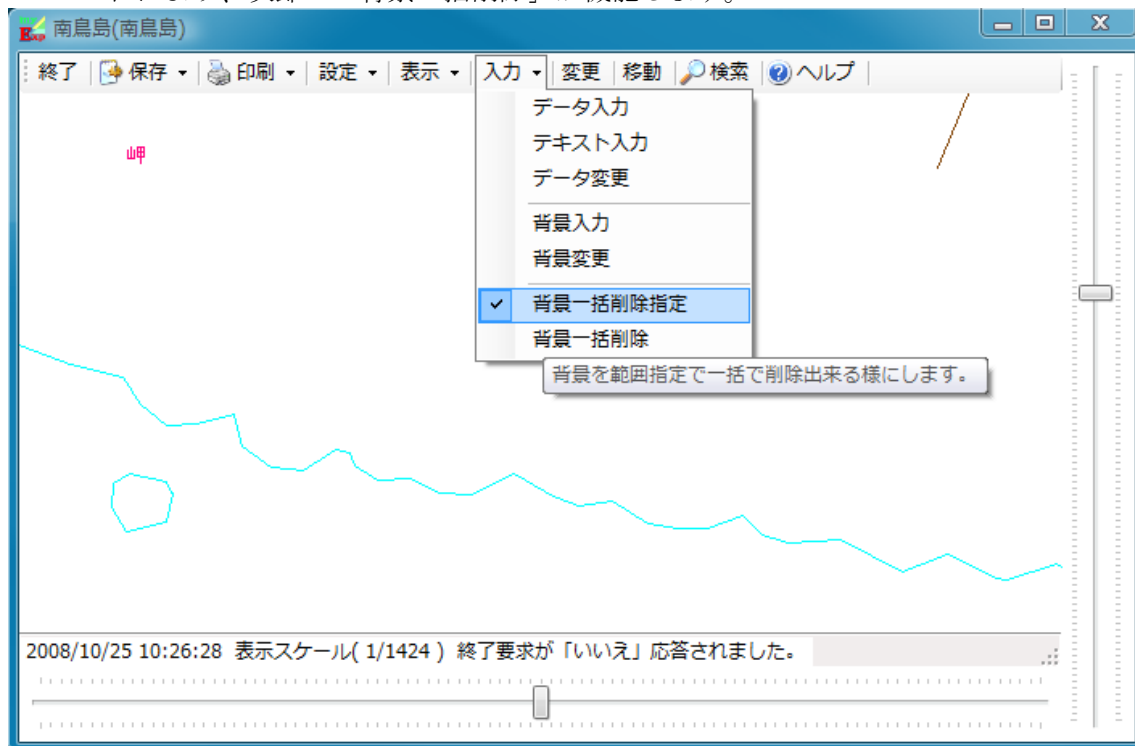 南鳥島(南鳥島)
終了 保存 印刷 設定 表示 入力 変更 移動 検索 ヘルプ
データ入力
テキスト入力
データ変更
岬
背景入力
背景変更
背景一括削除指定
背景一括削除
背景を範囲指定で一括で削除出来る様にします。
2008/10/25 10:26:28 表示スケール( 1/1424 ) 終了要求が「いいえ」応答されました。